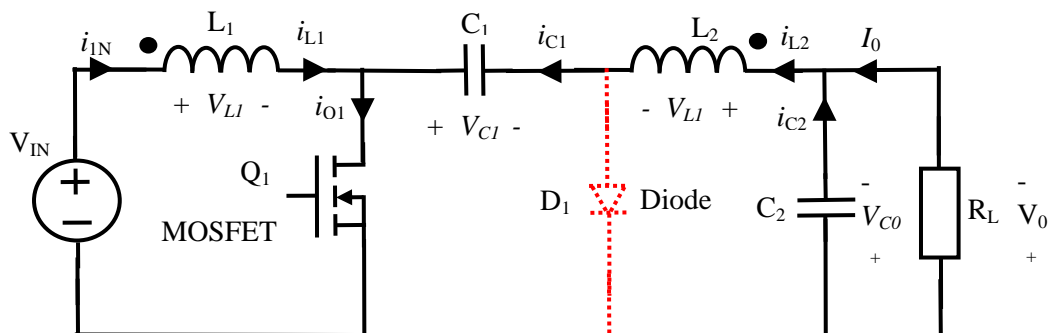 L1
C1
L2
i1N
iL1
iC1
iL2
I0
+ VL1 -
iO1
+ VC1 -
- VL1 +
iC2
VIN
+
-
Q1
MOSFET
D1
Diode
C2
-
VC0
+
RL
-
V0
+